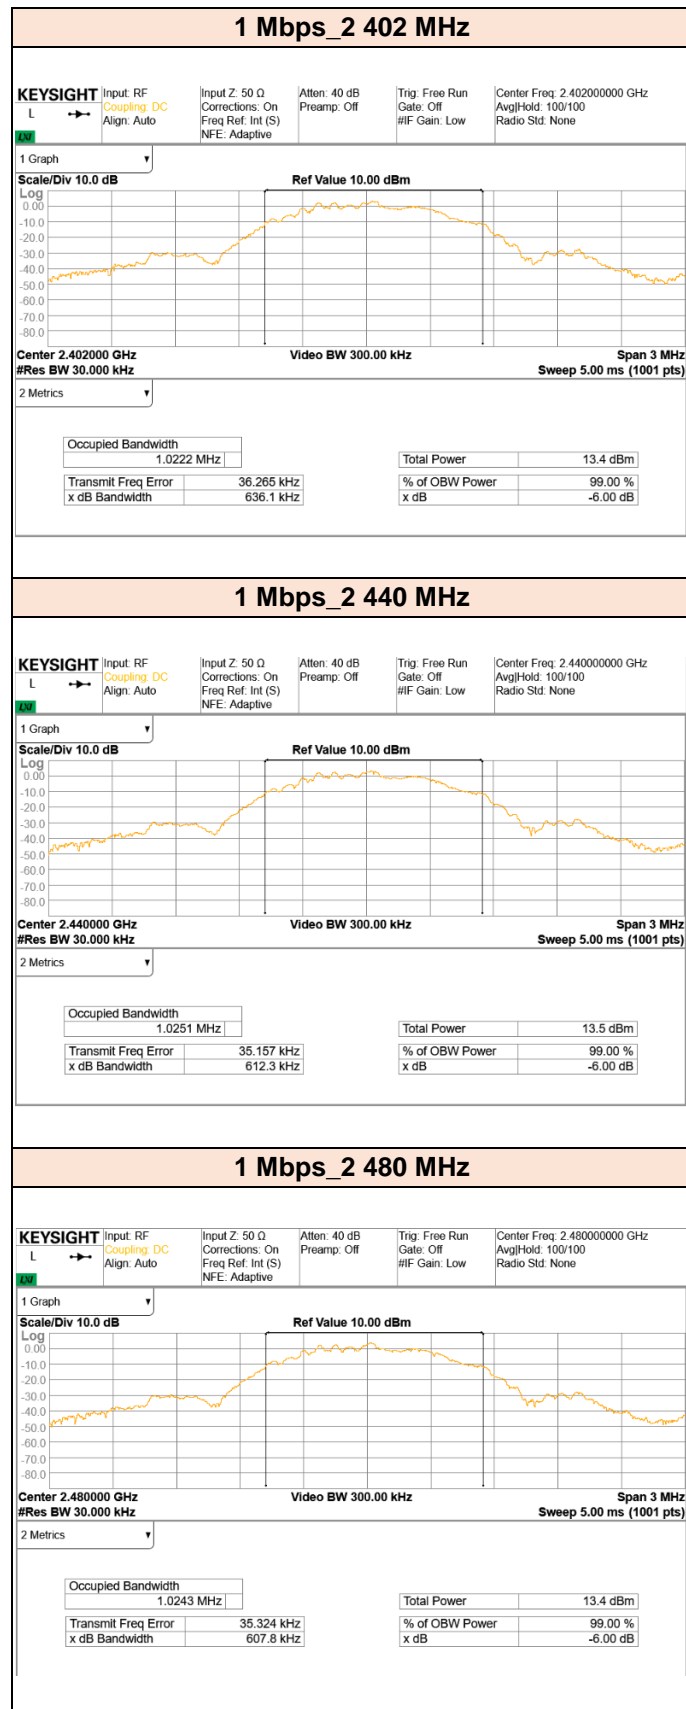 1 Mbps_2 402 MHz
KEYSIGHT Input: RF Input Z: 50 Ω Atten: 40 dB Trig: Free Run Center Freq: 2.402000000 GHz
L Coupling: DC Corrections: On Preamp: Off Gate: Off Avg|Hold: 100/100
Align: Auto Freq Ref: Int (S) #IF Gain: Low Radio Std: None
LXI NFE: Adaptive
1 Graph
Scale/Div 10.0 dB Ref Value 10.00 dBm
Log
0.00
-10.0
-20.0
-30.0
-40.0
-50.0
-60.0
-70.0
-80.0
Center 2.402000 GHz Video BW 300.00 kHz Span 3 MHz
#Res BW 30.000 kHz Sweep 5.00 ms (1001 pts)
2 Metrics
Occupied Bandwidth
1.0222 MHz Total Power 13.4 dBm
Transmit Freq Error 36.265 kHz % of OBW Power 99.00 %
x dB Bandwidth 636.1 kHz x dB -6.00 dB
1 Mbps_2 440 MHz
KEYSIGHT Input: RF Input Z: 50 Ω Atten: 40 dB Trig: Free Run Center Freq: 2.440000000 GHz
L Coupling: DC Corrections: On Preamp: Off Gate: Off Avg|Hold: 100/100
Align: Auto Freq Ref: Int (S) #IF Gain: Low Radio Std: None
LXI NFE: Adaptive
1 Graph
Scale/Div 10.0 dB Ref Value 10.00 dBm
Log
0.00
-10.0
-20.0
-30.0
-40.0
-50.0
-60.0
-70.0
-80.0
Center 2.440000 GHz Video BW 300.00 kHz Span 3 MHz
#Res BW 30.000 kHz Sweep 5.00 ms (1001 pts)
2 Metrics
Occupied Bandwidth
1.0251 MHz Total Power 13.5 dBm
Transmit Freq Error 35.157 kHz % of OBW Power 99.00 %
x dB Bandwidth 612.3 kHz x dB -6.00 dB
1 Mbps_2 480 MHz
KEYSIGHT Input: RF Input Z: 50 Ω Atten: 40 dB Trig: Free Run Center Freq: 2.480000000 GHz
L Coupling: DC Corrections: On Preamp: Off Gate: Off Avg|Hold: 100/100
Align: Auto Freq Ref: Int (S) #IF Gain: Low Radio Std: None
LXI NFE: Adaptive
1 Graph
Scale/Div 10.0 dB Ref Value 10.00 dBm
Log
0.00
-10.0
-20.0
-30.0
-40.0
-50.0
-60.0
-70.0
-80.0
Center 2.480000 GHz Video BW 300.00 kHz Span 3 MHz
#Res BW 30.000 kHz Sweep 5.00 ms (1001 pts)
2 Metrics
Occupied Bandwidth
1.0243 MHz Total Power 13.4 dBm
Transmit Freq Error 35.324 kHz % of OBW Power 99.00 %
x dB Bandwidth 607.8 kHz x dB -6.00 dB